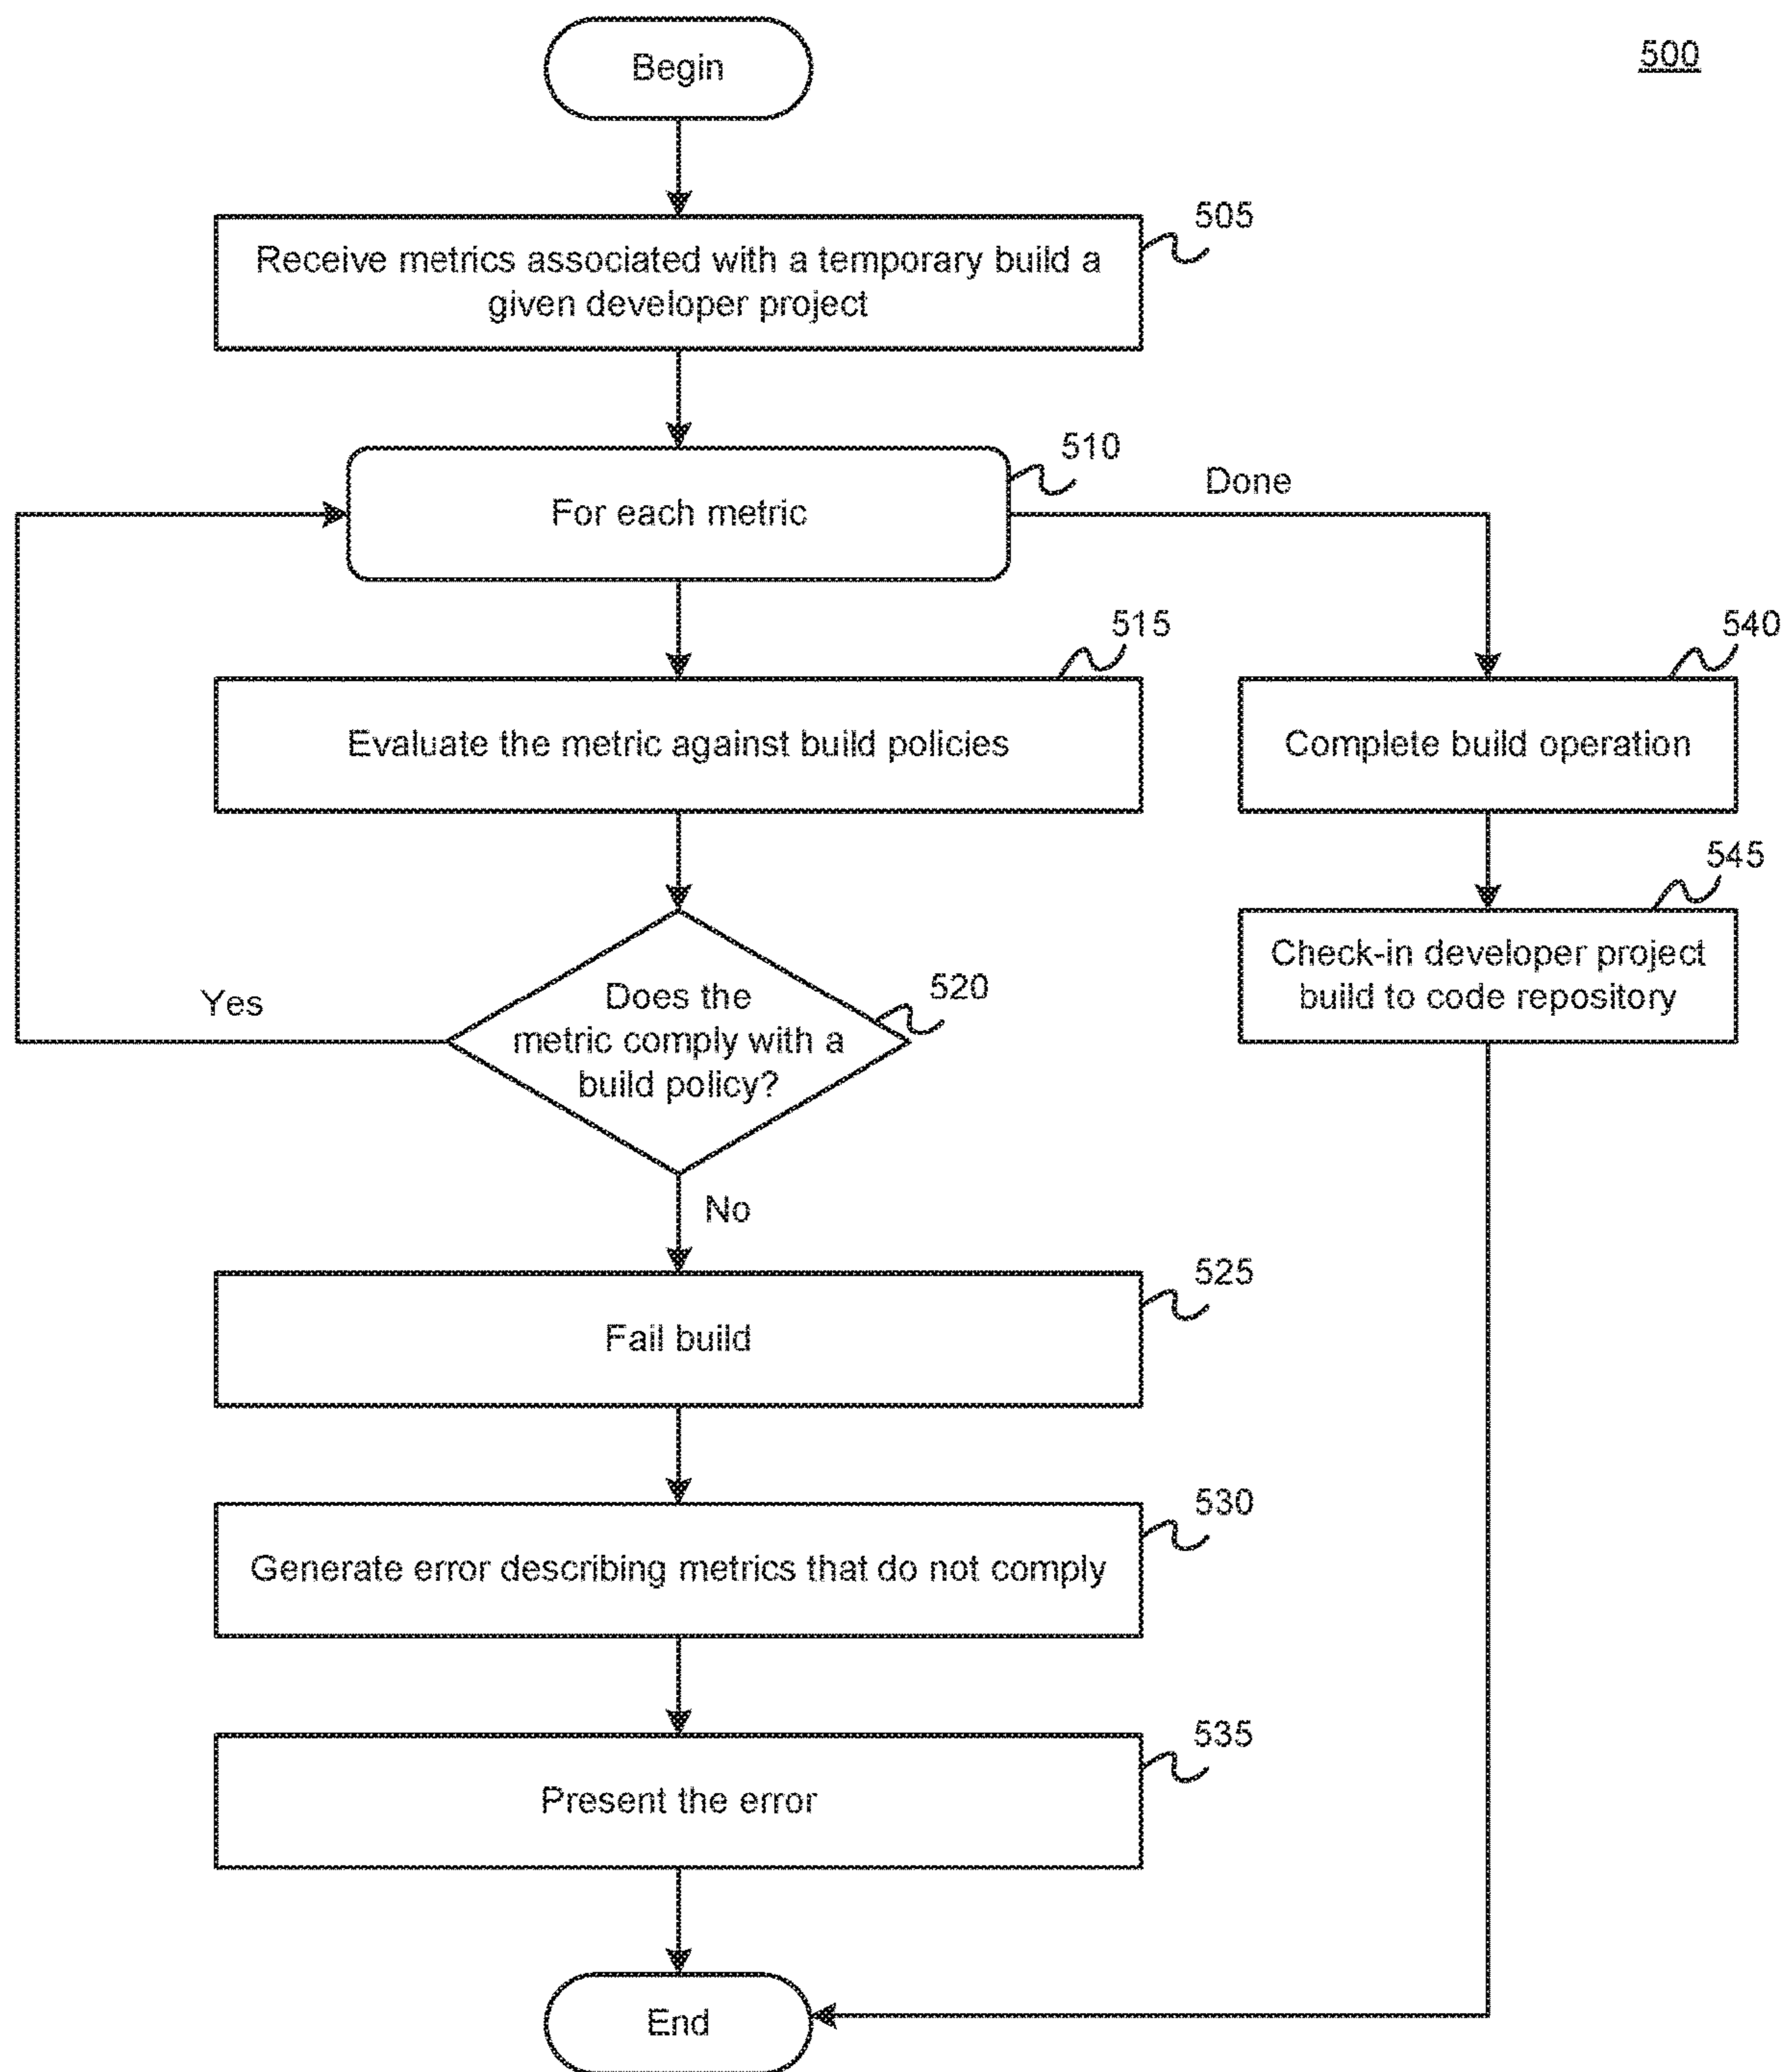 500
Begin
505
Receive metrics associated with a temporary build a
given developer project
510
For each metric
Done
515
Evaluate the metric against build policies
540
Complete build operation
545
Check-in developer project
build to code repository
520
Does the
metric comply with a
build policy?
Yes
No
525
Fail build
530
Generate error describing metrics that do not comply
535
Present the error
End